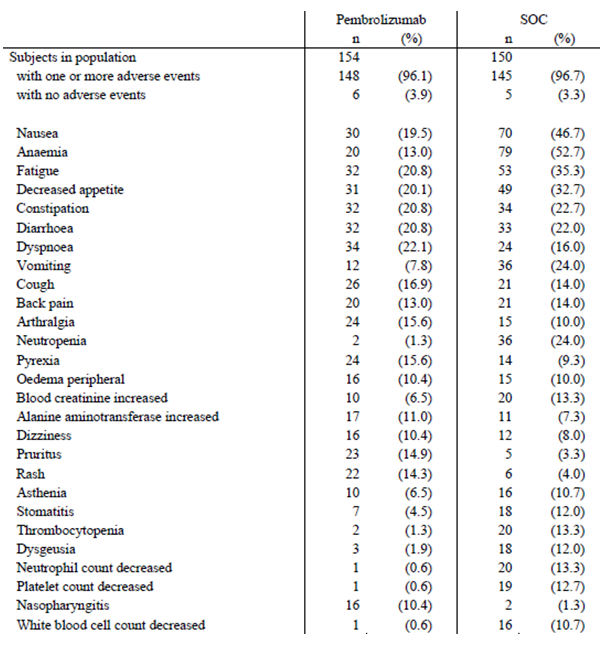 Pembrolizumab SOC
n (%) n (%)
Subjects in population 154 150
with one or more adverse events 148 (96.1) 145 (96.7)
with no adverse events 6 (3.9) 5 (3.3)
Nausea 30 (19.5) 70 (46.7)
Anaemia 20 (13.0) 79 (52.7)
Fatigue 32 (20.8) 53 (35.3)
Decreased appetite 31 (20.1) 49 (32.7)
Constipation 32 (20.8) 34 (22.7)
Diarrhoea 32 (20.8) 33 (22.0)
Dyspnoea 34 (22.1) 24 (16.0)
Vomiting 12 (7.8) 36 (24.0)
Cough 26 (16.9) 21 (14.0)
Back pain 20 (13.0) 21 (14.0)
Arthralgia 24 (15.6) 15 (10.0)
Neutropenia 2 (1.3) 36 (24.0)
Pyrexia 24 (15.6) 14 (9.3)
Oedema peripheral 16 (10.4) 15 (10.0)
Blood creatinine increased 10 (6.5) 20 (13.3)
Alanine aminotransferase increased 17 (11.0) 11 (7.3)
Dizziness 16 (10.4) 12 (8.0)
Pruritus 23 (14.9) 5 (3.3)
Rash 22 (14.3) 6 (4.0)
Asthenia 10 (6.5) 16 (10.7)
Stomatitis 7 (4.5) 18 (12.0)
Thrombocytopenia 2 (1.3) 20 (13.3)
Dysgeusia 3 (1.9) 18 (12.0)
Neutrophil count decreased 1 (0.6) 20 (13.3)
Platelet count decreased 1 (0.6) 19 (12.7)
Nasopharyngitis 16 (10.4) 2 (1.3)
White blood cell count decreased 1 (0.6) 16 (10.7)